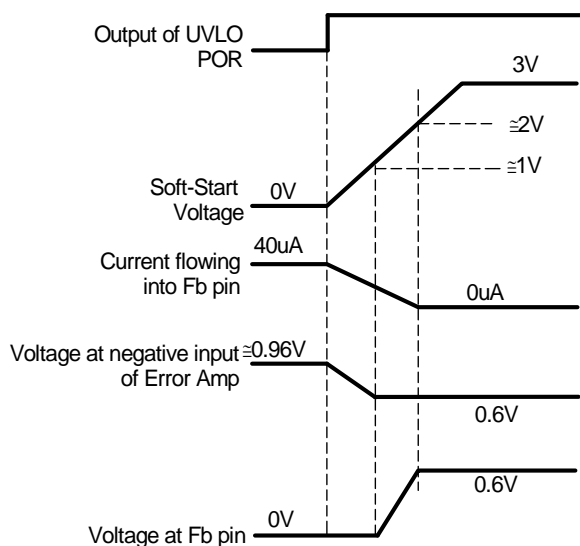 Output of UVLO
POR
3V
≅2V
≅1V
Soft-Start
Voltage
0V
40uA
Current flowing
into Fb pin
0uA
Voltage at negative input
of Error Amp
≅0.96V
0.6V
0.6V
0V
Voltage at Fb pin